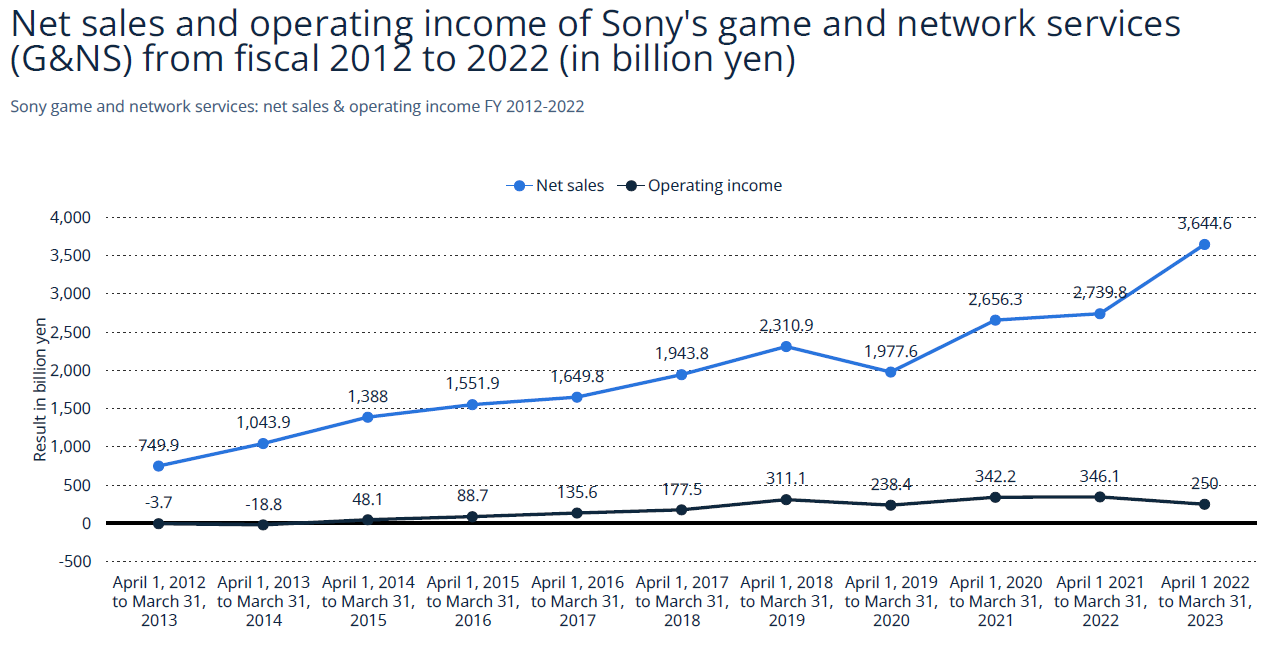 Net sales and operating income of Sony's game and network services
(G&NS) from fiscal 2012 to 2022 (in billion yen)
Sony game and network services: net sales & operating income FY 2012-2022
Net sales Operating income
Result in billion yen
4,000
3,500
3,000
2,500
2,000
1,500
1,000
500
0
-500
749.9
1,043.9
1,388
1,551.9
1,649.8
1,943.8
2,310.9
1,977.6
2,656.3
2,739.8
3,644.6
-3.7
-18.8
48.1
88.7
135.6
177.5
311.1
238.4
342.2
346.1
250
April 1, 2012
to March 31,
2013
April 1, 2013
to March 31,
2014
April 1, 2014
to March 31,
2015
April 1, 2015
to March 31,
2016
April 1, 2016
to March 31,
2017
April 1, 2017
to March 31,
2018
April 1, 2018
to March 31,
2019
April 1, 2019
to March 31,
2020
April 1, 2020
to March 31,
2021
April 1 2021
to March 31,
2022
April 1 2022
to March 31,
2023